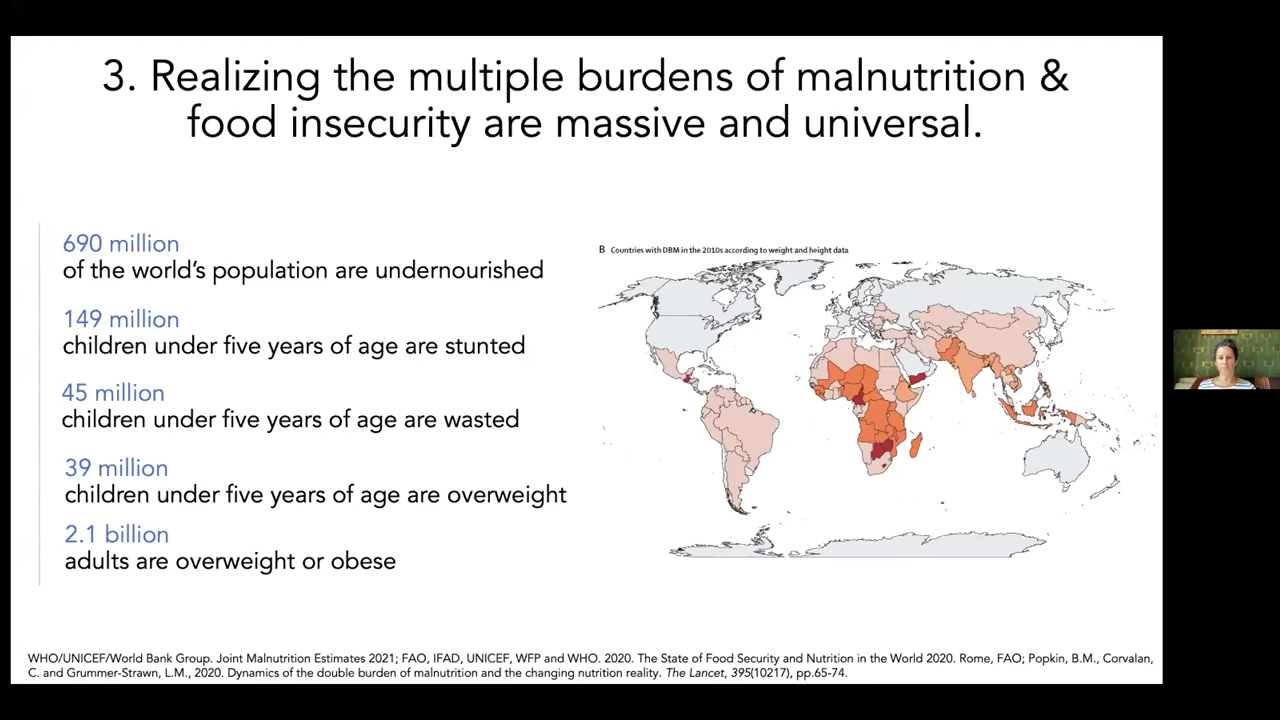 3. Realizing the multiple burdens of malnutrition &
food insecurity are massive and universal.
690 million
of the world's population are undernourished
149 million
children under five years of age are stunted
45 million
children under five years of age are wasted
39 million
children under five years of age are overweight
2.1 billion
adults are overweight or obese
B Countries with DBM in the 2010s according to weight and height data
WHO/UNICEF/World Bank Group. Joint Malnutrition Estimates 2021; FAO, IFAD, UNICEF, WFP and WHO. 2020. The State of Food Security and Nutrition in the World 2020. Rome, FAO; Popkin, B.M., Corvalan,
C. and Grummer-Strawn, L.M., 2020. Dynamics of the double burden of malnutrition and the changing nutrition reality. The Lancet, 395(10217), pp.65-74.